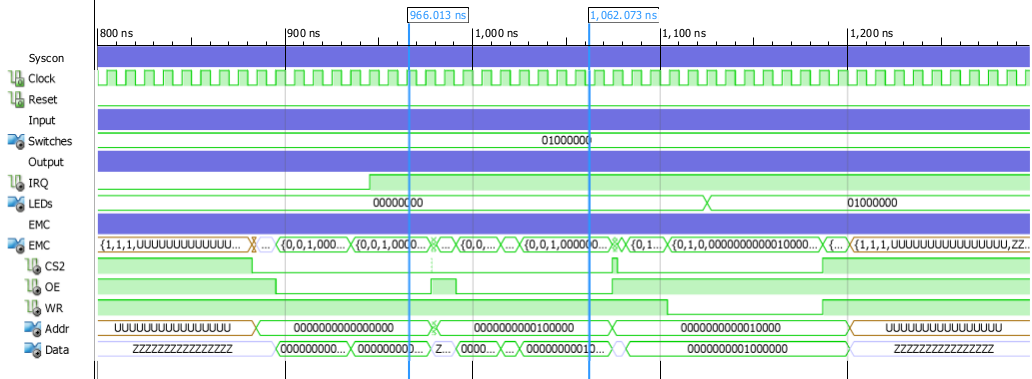 966.013 ns 1,062.073 ns
800 ns 900 ns 1,000 ns 1,100 ns 1,200 ns
Syscon
Clock
Reset
Input
Switches 01000000
Output
IRQ
LEDs 00000000 01000000
EMC
EMC {1,1,1,UUUUUUUUUUUUU... ... {0,0,1,000... {0,0,1,0000... ... {0,0,... ... {0,0,1,000000... {0,1... {0,1,0,0000000000010000... {... {1,1,1,UUUUUUUUUUUUUUUU,ZZ...
CS2
OE
WR
Addr UUUUUUUUUUUUUUUU 0000000000000000 0000000000100000 0000000000010000 UUUUUUUUUUUUUUUU
Data ZZZZZZZZZZZZZZZZ 000000000... 000000000... Z... 0000... ... 00000000010... 0000000001000000 ZZZZZZZZZZZZZZZZ